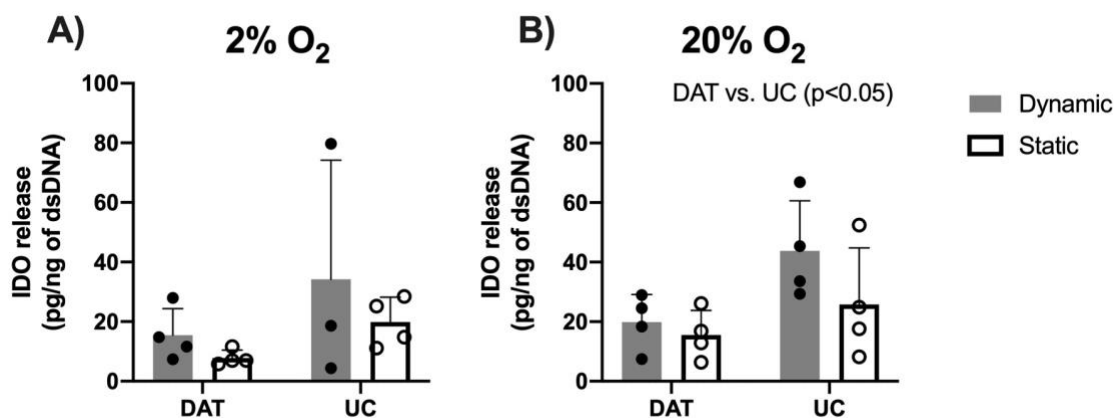 A)
2% O2
IDO release
(pg/ng of dsDNA)
100
80
60
40
20
0
DAT
UC
B)
20% O2
DAT vs. UC (p<0.05)
IDO release
(pg/ng of dsDNA)
100
80
60
40
20
0
DAT
UC
Dynamic
Static